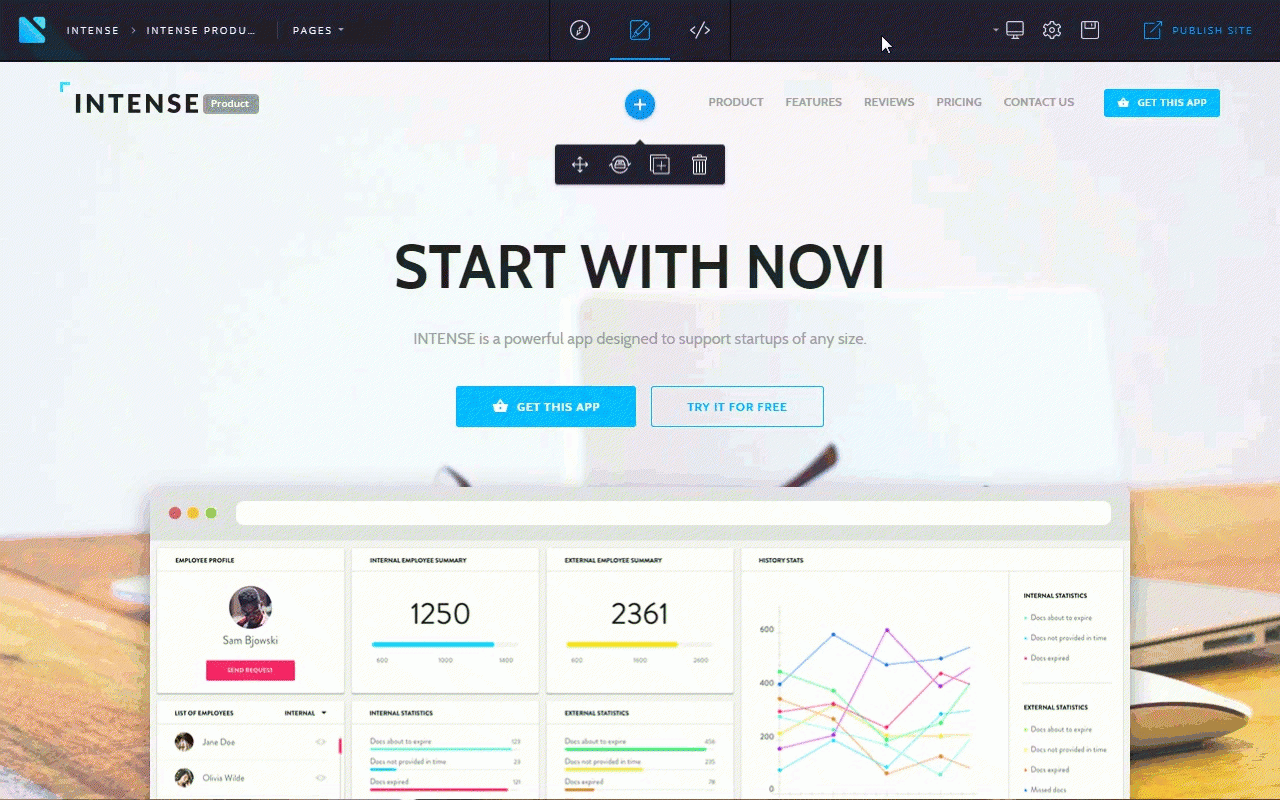 INTENSE > INTENSE PRODU... PAGES
</>
PUBLISH SITE
INTENSE Product
PRODUCT FEATURES REVIEWS PRICING CONTACT US GET THIS APP
START WITH NOVI
INTENSE is a powerful app designed to support startups of any size.
GET THIS APP TRY IT FOR FREE
EMPLOYEE PROFILE
Sam Bjowski
SEND REQUEST
INTERNAL EMPLOYEE SUMMARY
1250
600 1000 1400
EXTERNAL EMPLOYEE SUMMARY
2361
600 1600 2600
HISTORY STATS
600
400
200
0
INTERNAL STATISTICS
Docs about to expire
Docs not provided in time
Docs expired
EXTERNAL STATISTICS
Docs about to expire
Docs not provided in time
Docs expired
Missed docs
LIST OF EMPLOYEES INTERNAL
Jane Doe
Olivia Wilde
INTERNAL STATISTICS
Docs about to expire 123
Docs not provided in time 23
Docs expired 121
EXTERNAL STATISTICS
Docs about to expire 456
Docs not provided in time 235
Docs expired 78